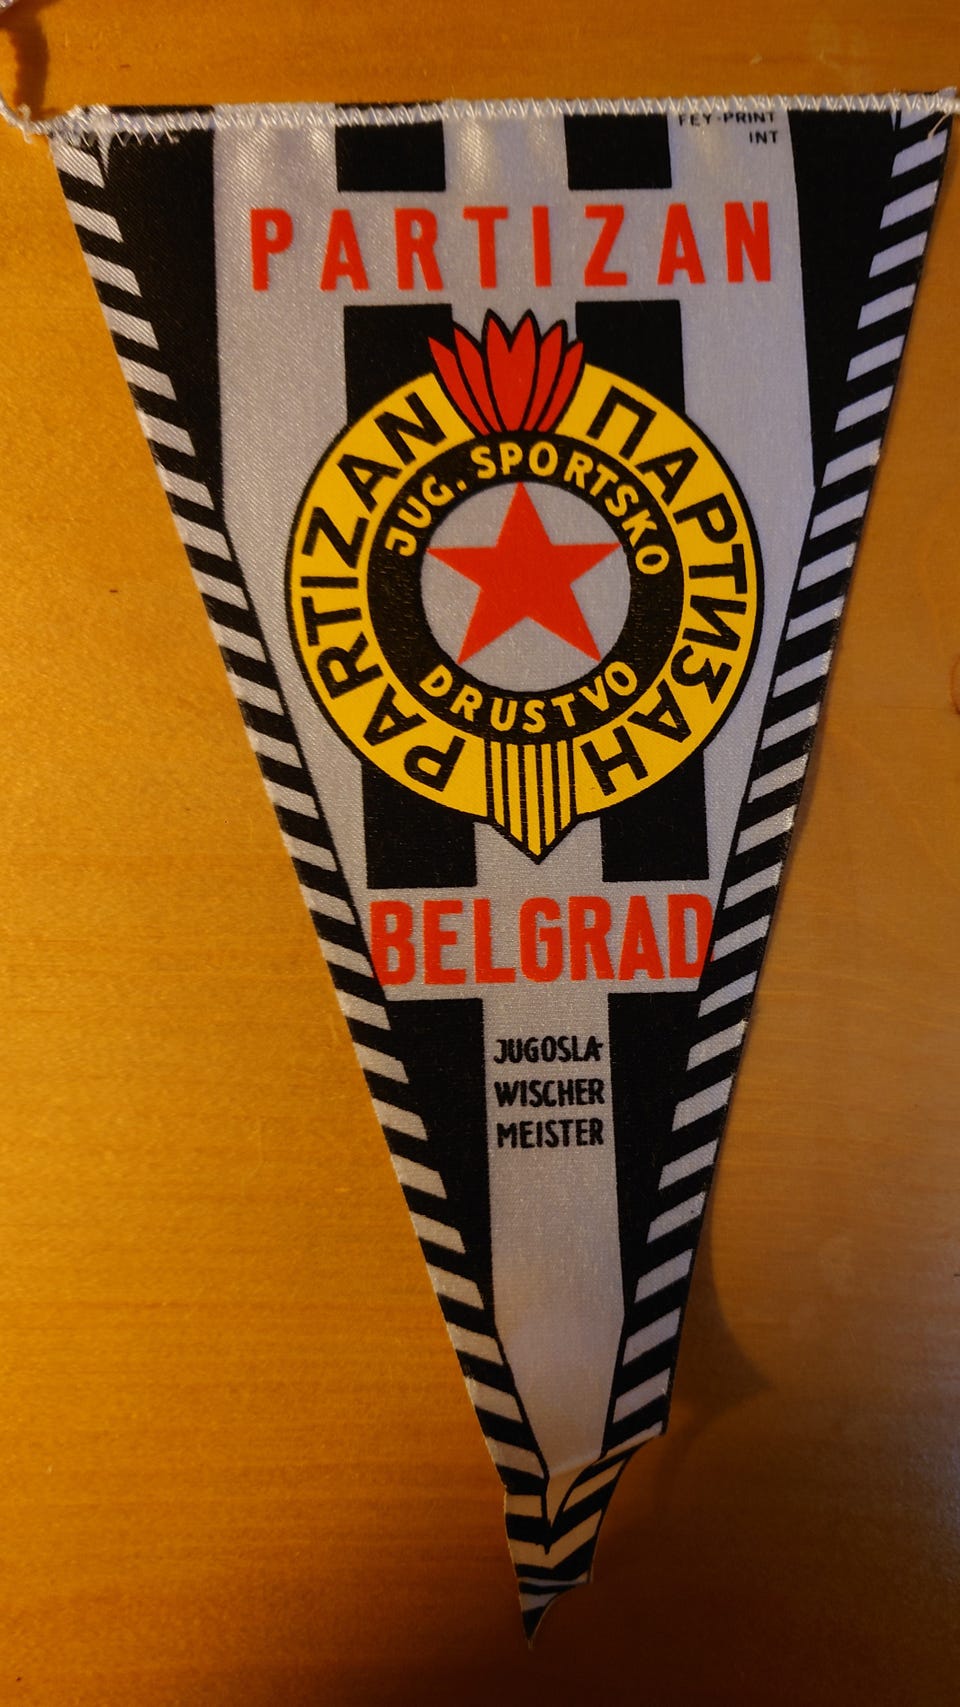 FEY-PRINT
INT
PARTIZAN
PARTIZAN ПАРТИЗАН
JUG. SPORTSKO
DRUSTVO
BELGRAD
JUGOSLA-
WISCHER
MEISTER